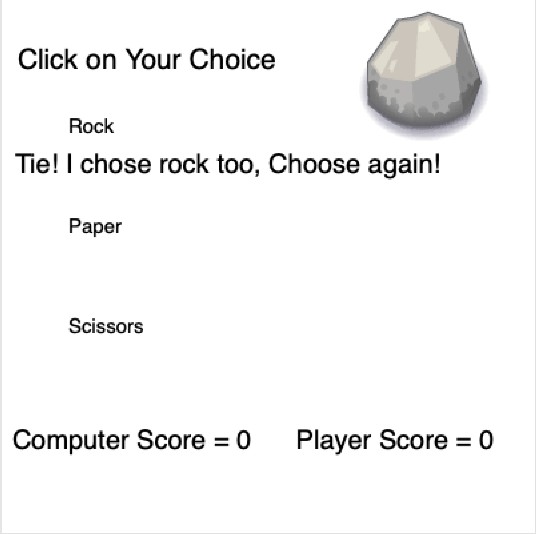 Click on Your Choice
Rock
Tie! I chose rock too, Choose again!
Paper
Scissors
Computer Score = 0 Player Score = 0